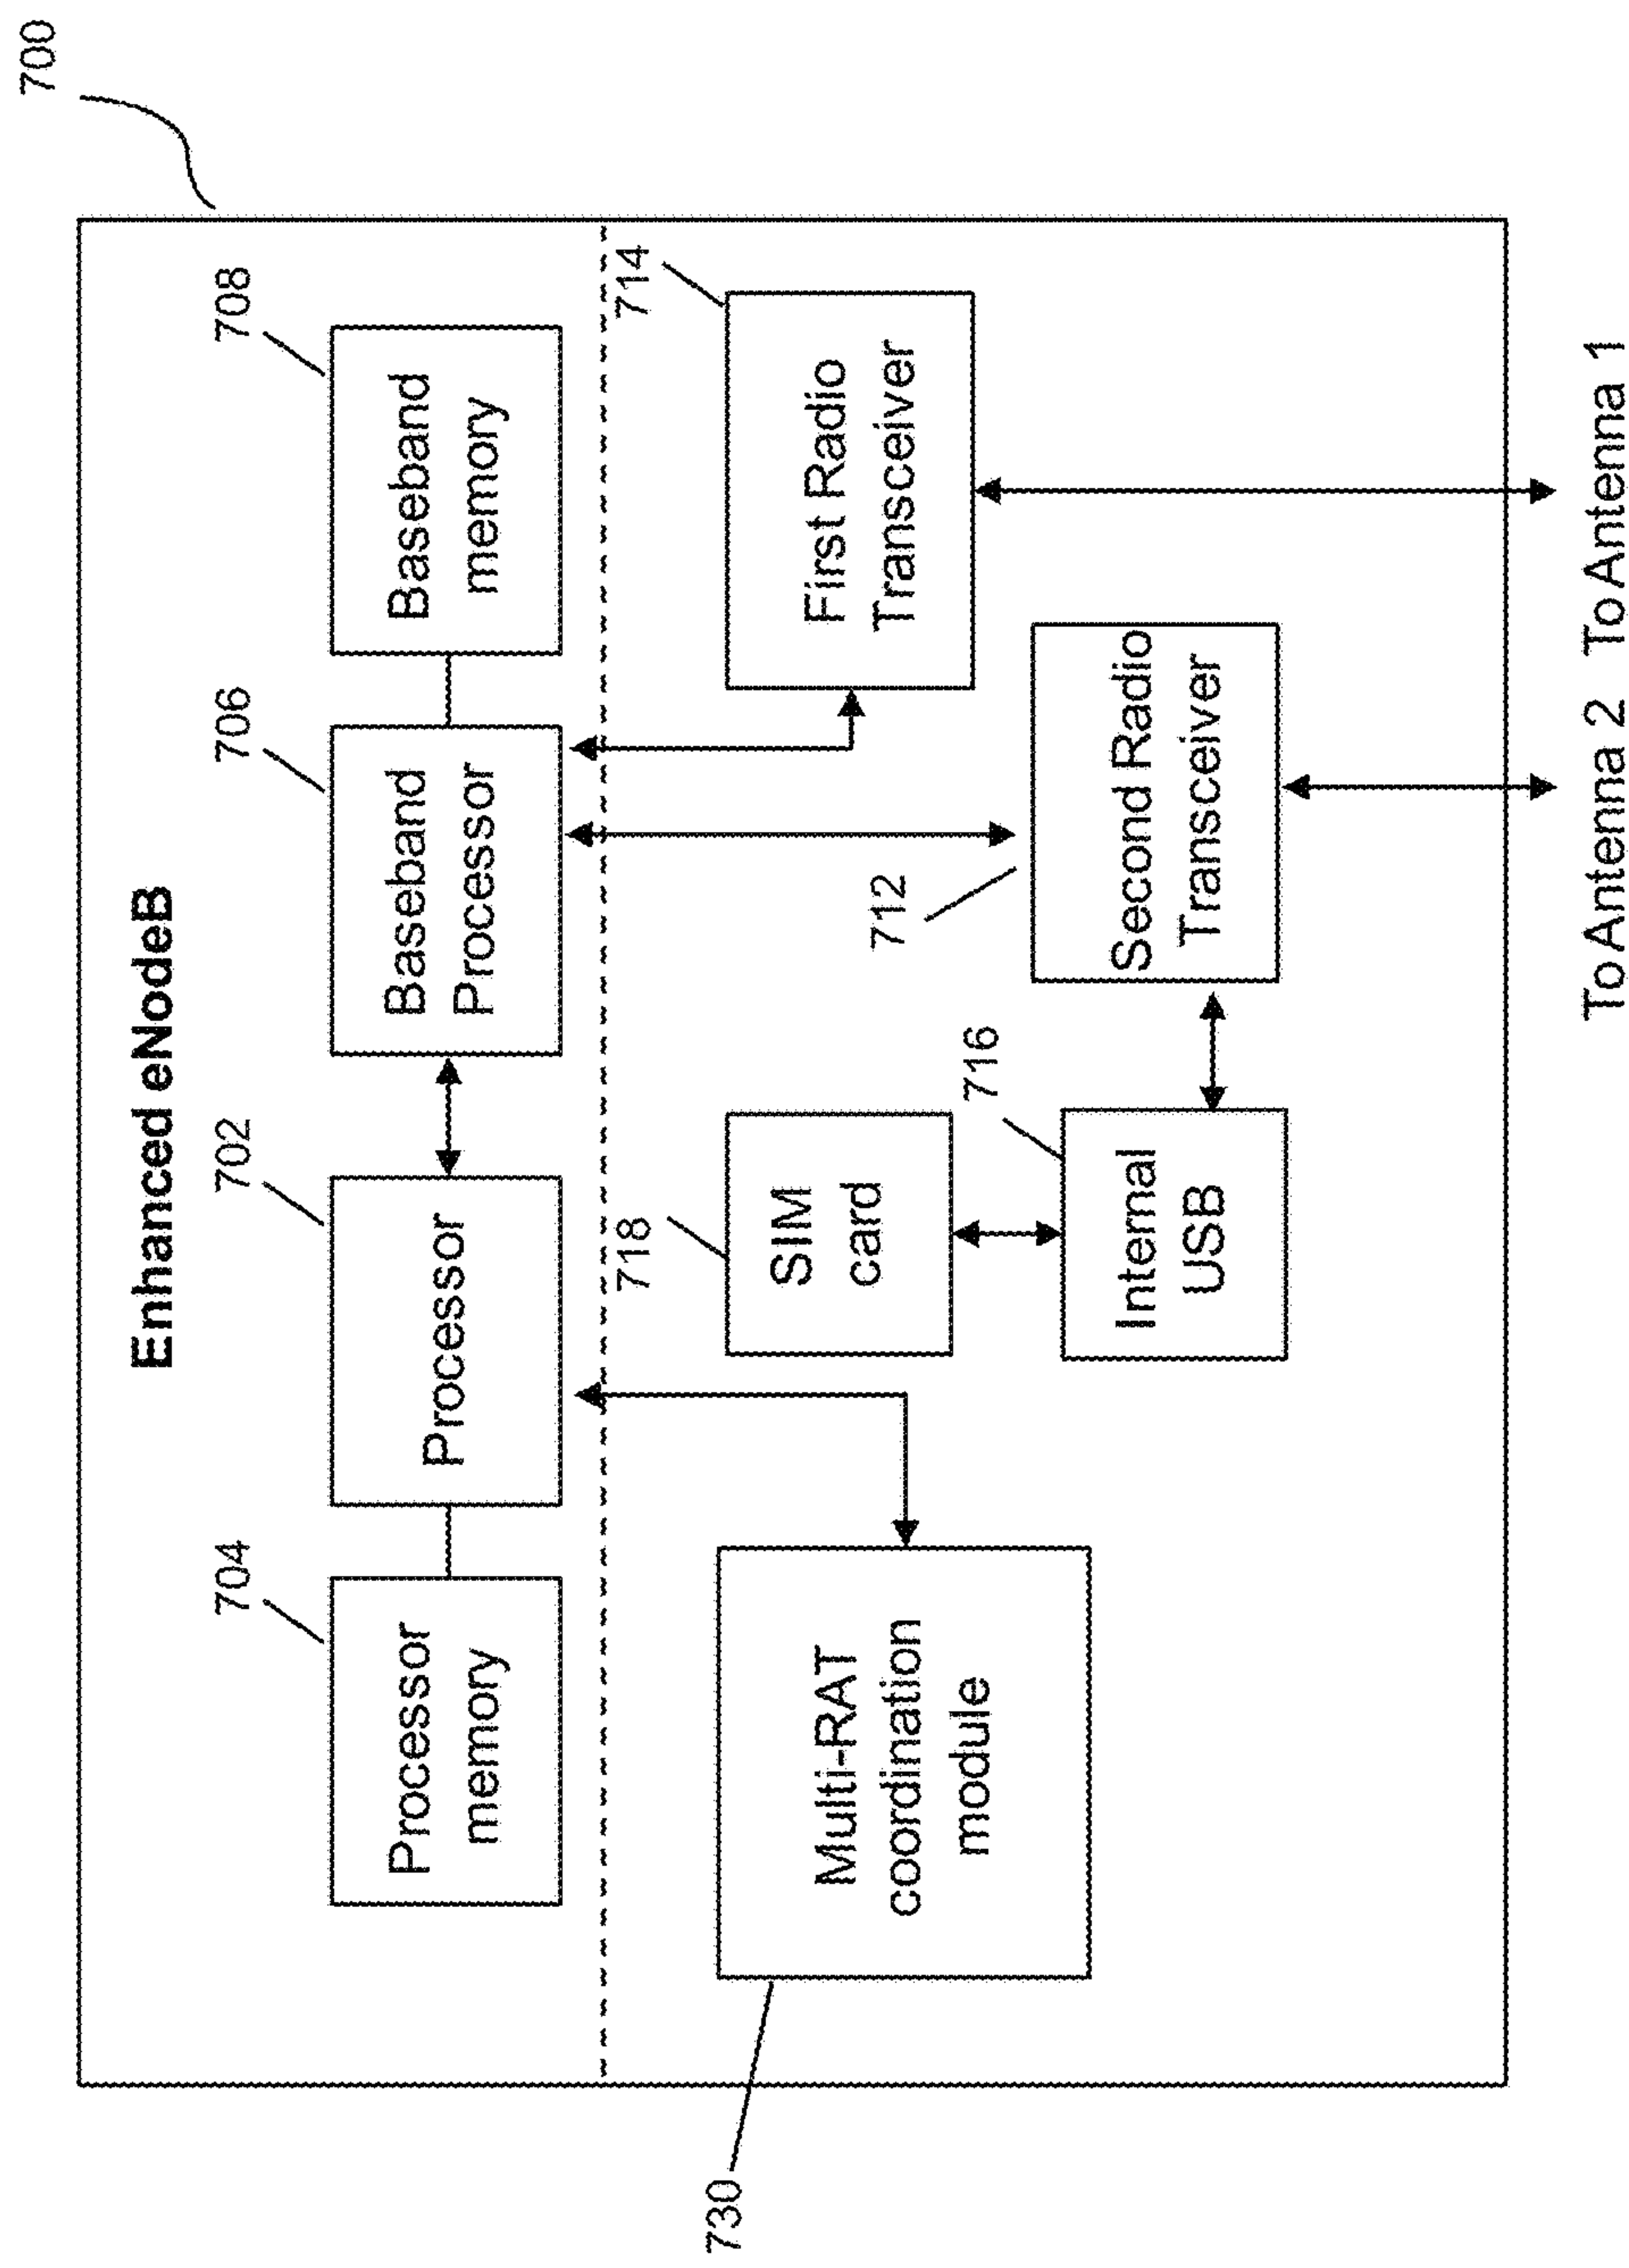 700
Enhanced eNodeB
704
702
706
708
Processor
memory
Processor
Baseband
Processor
Baseband
memory
730
718
714
Multi-RAT
coordination
module
SIM
card
First Radio
Transceiver
716
712
Internal
USB
Second Radio
Transceiver
To Antenna 2
To Antenna 1